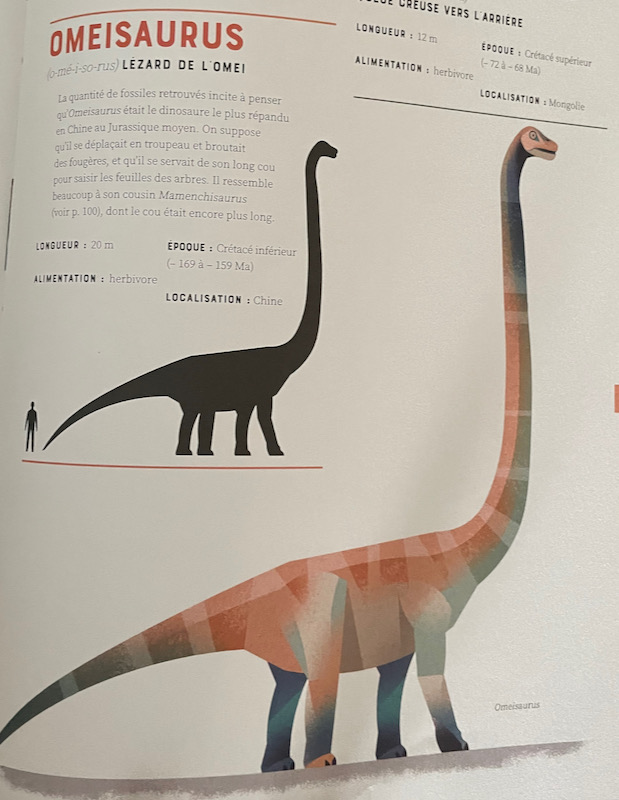 OMEISAURUS
(o-mé-i-so-rus) LÉZARD DE L'OMEI
La quantité de fossiles retrouvés incite à penser
qu'Omeisaurus était le dinosaure le plus répandu
en Chine au Jurassique moyen. On suppose
qu'il se déplaçait en troupeau et broutait
des fougères, et qu'il se servait de son long cou
pour saisir les feuilles des arbres. Il ressemble
beaucoup à son cousin Mamenchisaurus
(voir p. 100), dont le cou était encore plus long.
LONGUEUR : 20 m
ALIMENTATION : herbivore
ÉPOQUE : Crétacé inférieur
(– 169 à – 159 Ma)
LOCALISATION : Chine
CREUSE VERS L'ARRIÈRE
LONGUEUR : 12 m
ALIMENTATION : herbivore
ÉPOQUE : Crétacé supérieur
(– 72 à – 68 Ma)
LOCALISATION : Mongolie
Omeisaurus